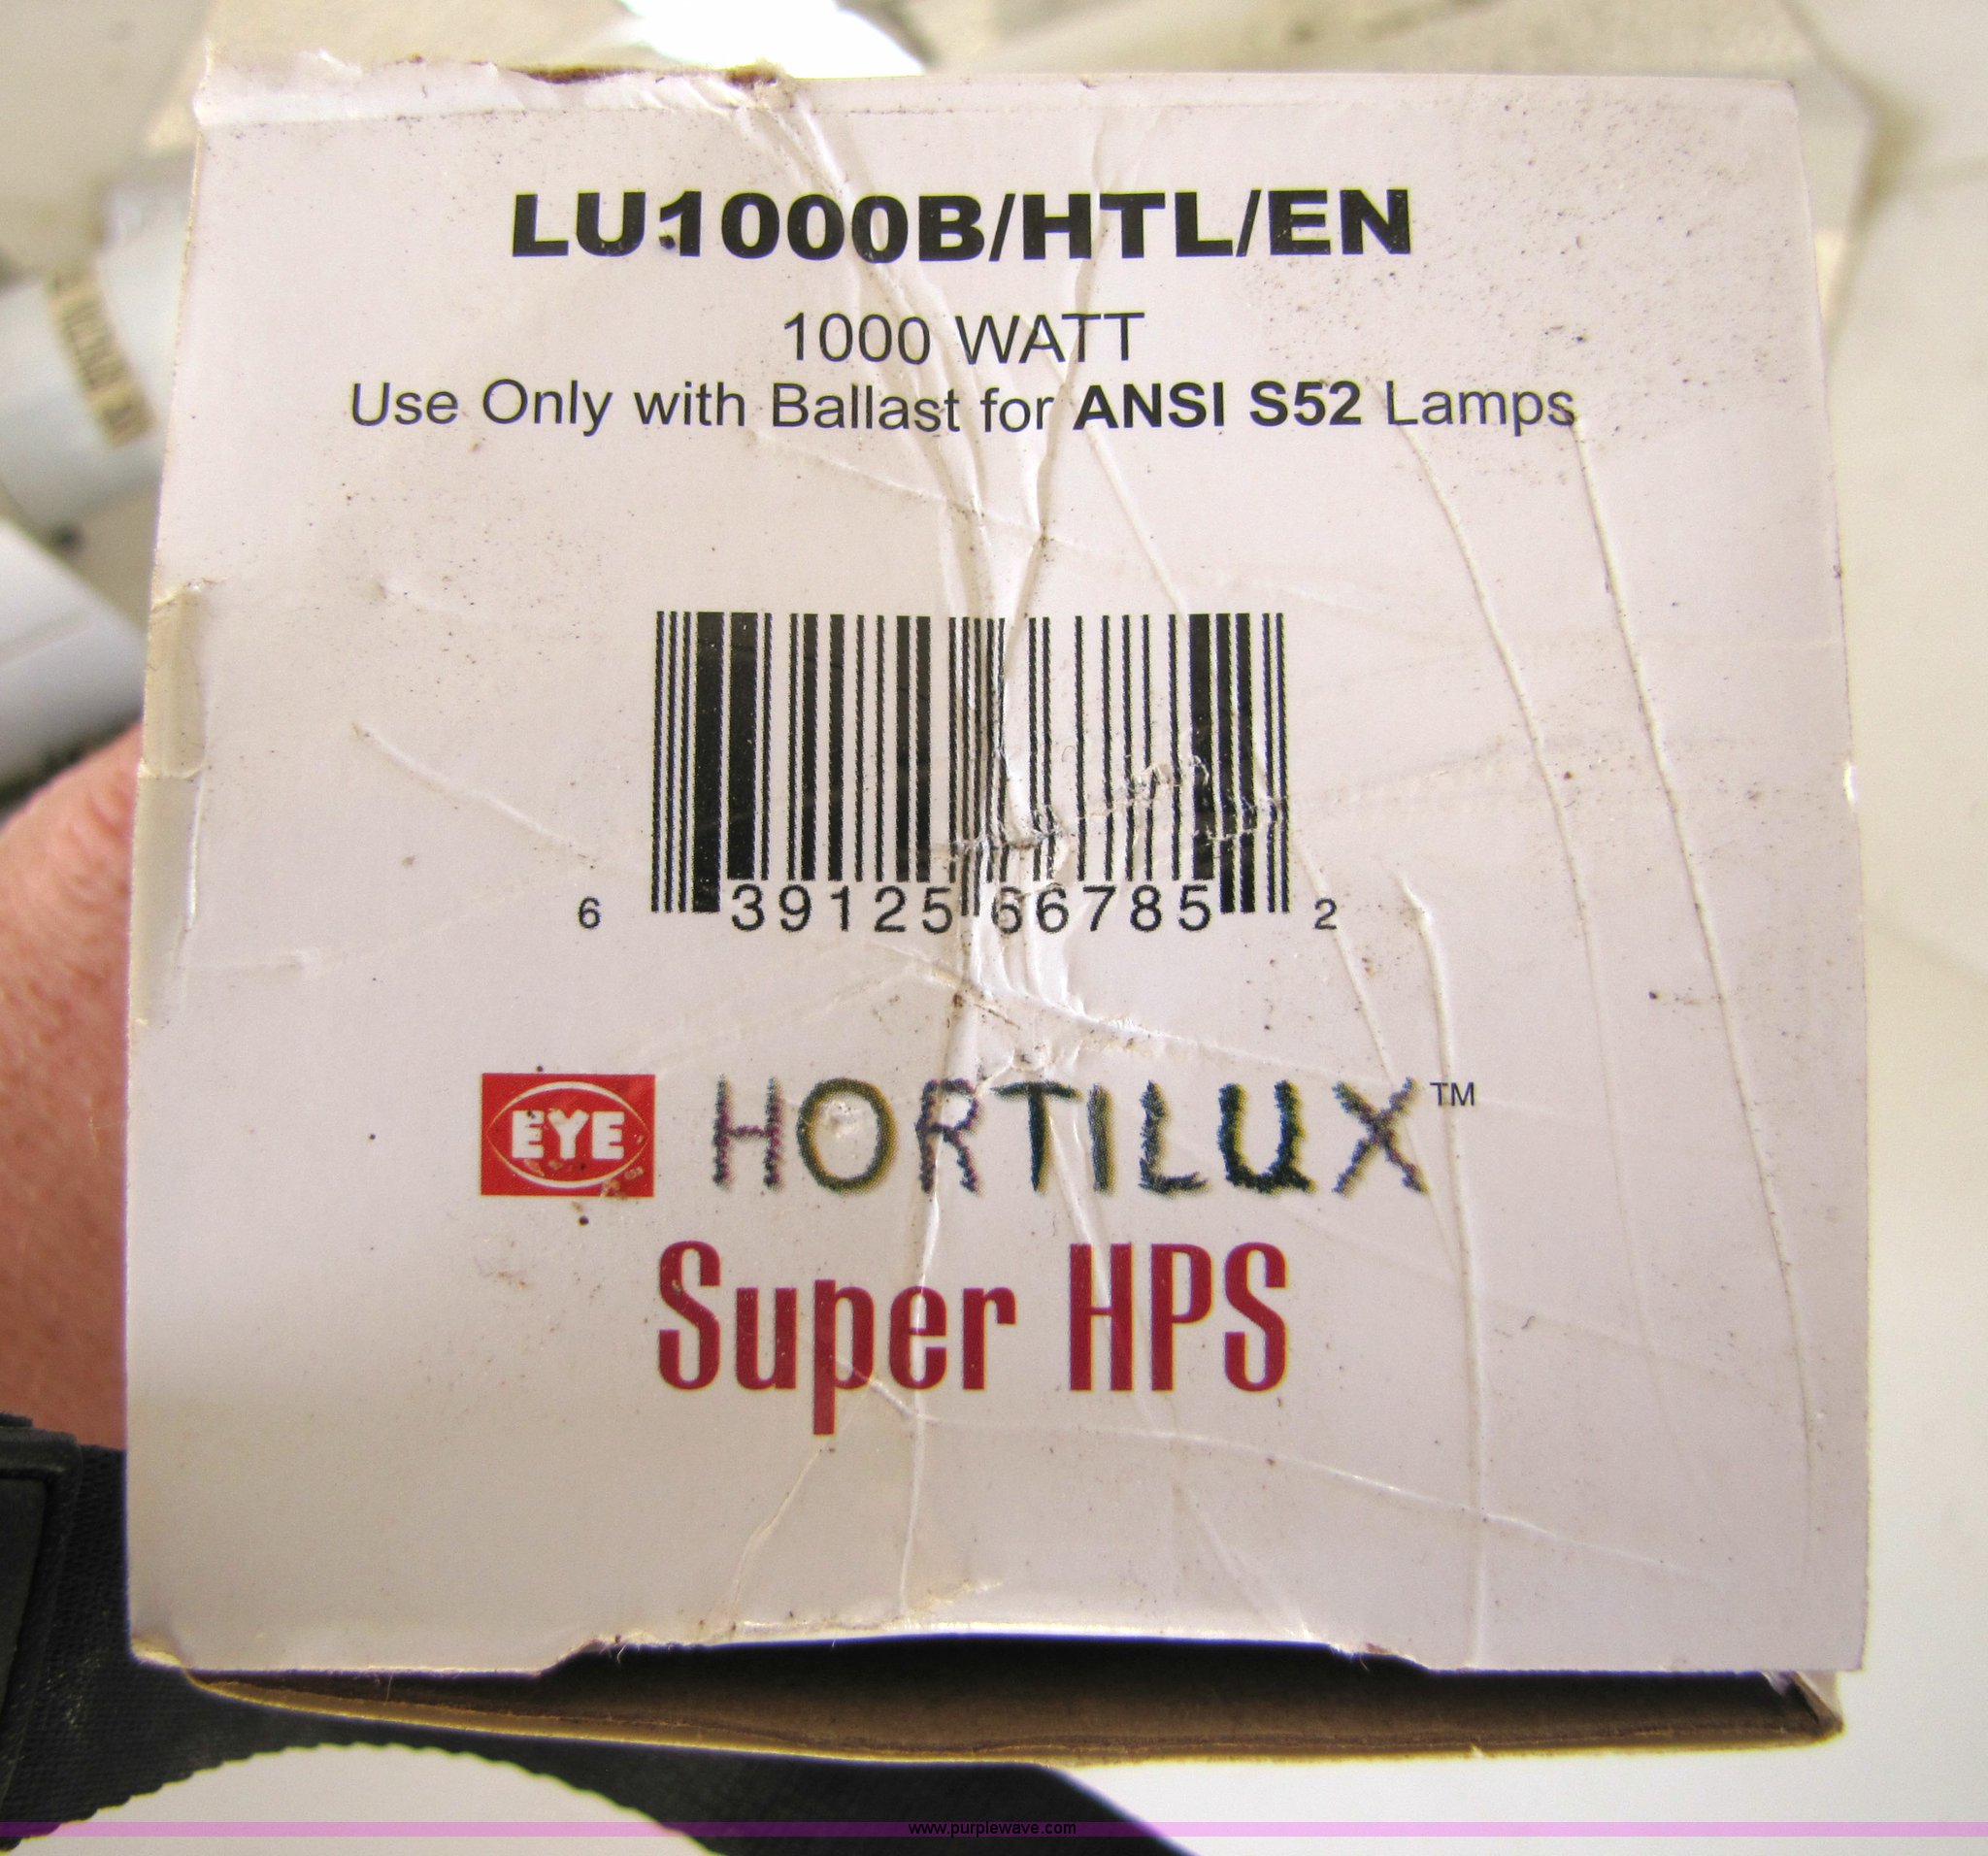 LU1000B/HTL/EN
1000 WATT
Use Only with Ballast for ANSI S52 Lamps
6 39125 66785 2
EYE HORTILUX™
Super HPS
www.purplewave.com